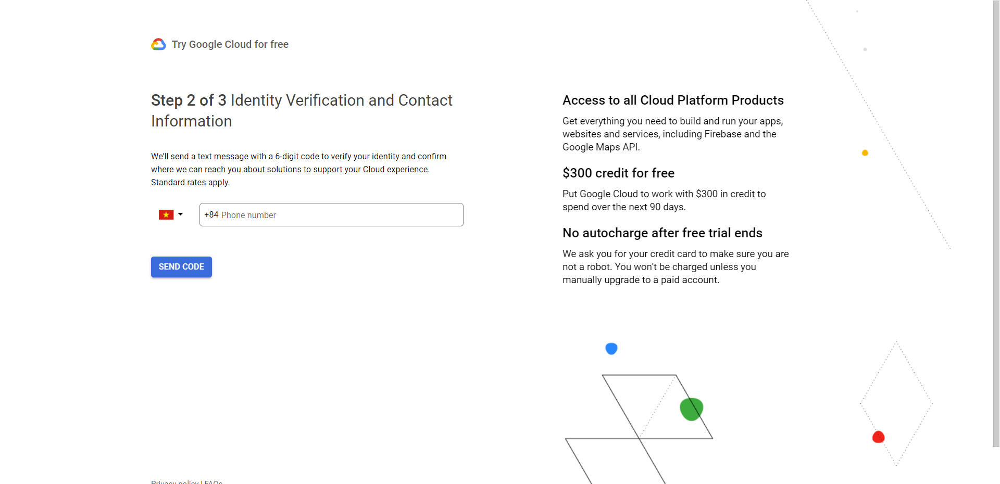 Try Google Cloud for free
Step 2 of 3 Identity Verification and Contact
Information
We’ll send a text message with a 6-digit code to verify your identity and confirm
where we can reach you about solutions to support your Cloud experience.
Standard rates apply.
+84 Phone number
SEND CODE
Access to all Cloud Platform Products
Get everything you need to build and run your apps,
websites and services, including Firebase and the
Google Maps API.
$300 credit for free
Put Google Cloud to work with $300 in credit to
spend over the next 90 days.
No autocharge after free trial ends
We ask you for your credit card to make sure you are
not a robot. You won’t be charged unless you
manually upgrade to a paid account.
Privacy policy | FAQs